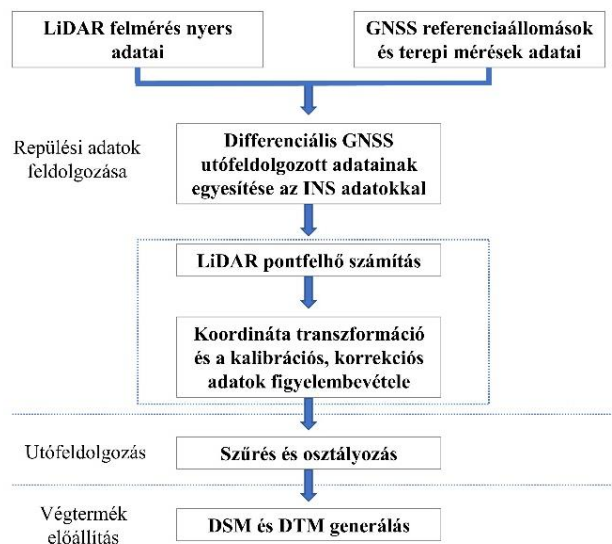 LiDAR felmérés nyers
adatai
GNSS referenciaállomások
és terepi mérések adatai
Repülési adatok
feldolgozása
Differenciális GNSS
utófeldolgozott adatainak
egyesítése az INS adatokkal
LiDAR pontfelhő számítás
Koordináta transzformáció
és a kalibrációs, korrekciós
adatok figyelembevétele
Utófeldolgozás
Szűrés és osztályozás
Végtermék
előállítás
DSM és DTM generálás